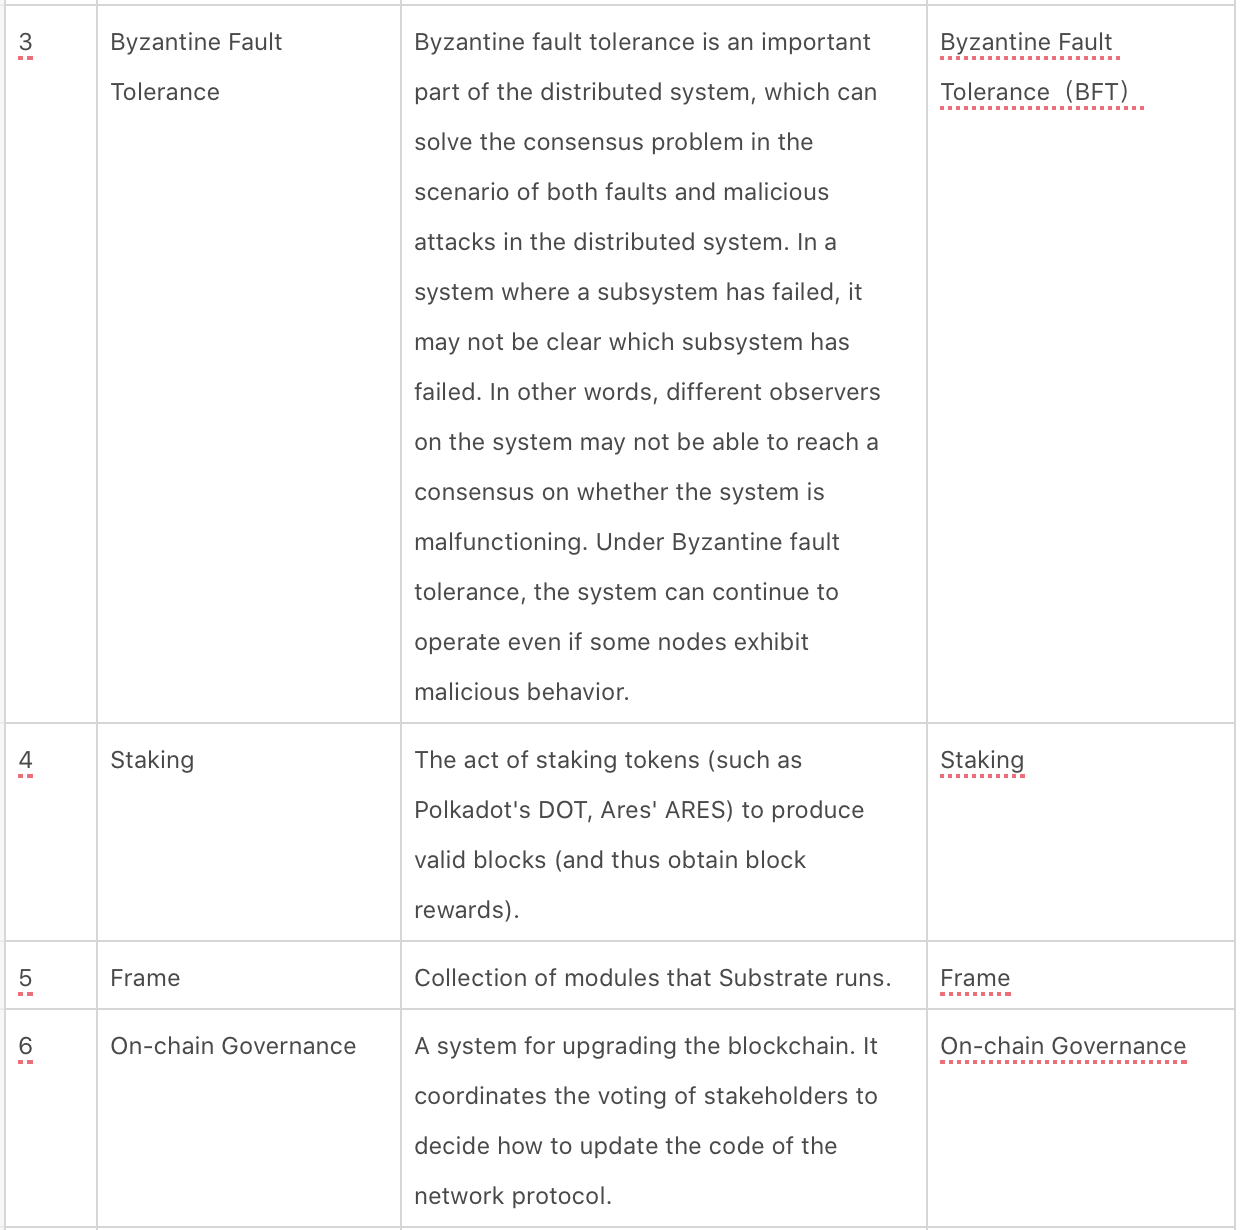 3
Byzantine Fault
Tolerance
Byzantine fault tolerance is an important
part of the distributed system, which can
solve the consensus problem in the
scenario of both faults and malicious
attacks in the distributed system. In a
system where a subsystem has failed, it
may not be clear which subsystem has
failed. In other words, different observers
on the system may not be able to reach a
consensus on whether the system is
malfunctioning. Under Byzantine fault
tolerance, the system can continue to
operate even if some nodes exhibit
malicious behavior.
Byzantine Fault
Tolerance（BFT）
4
Staking
The act of staking tokens (such as
Polkadot's DOT, Ares' ARES) to produce
valid blocks (and thus obtain block
rewards).
Staking
5
Frame
Collection of modules that Substrate runs.
Frame
6
On-chain Governance
A system for upgrading the blockchain. It
coordinates the voting of stakeholders to
decide how to update the code of the
network protocol.
On-chain Governance